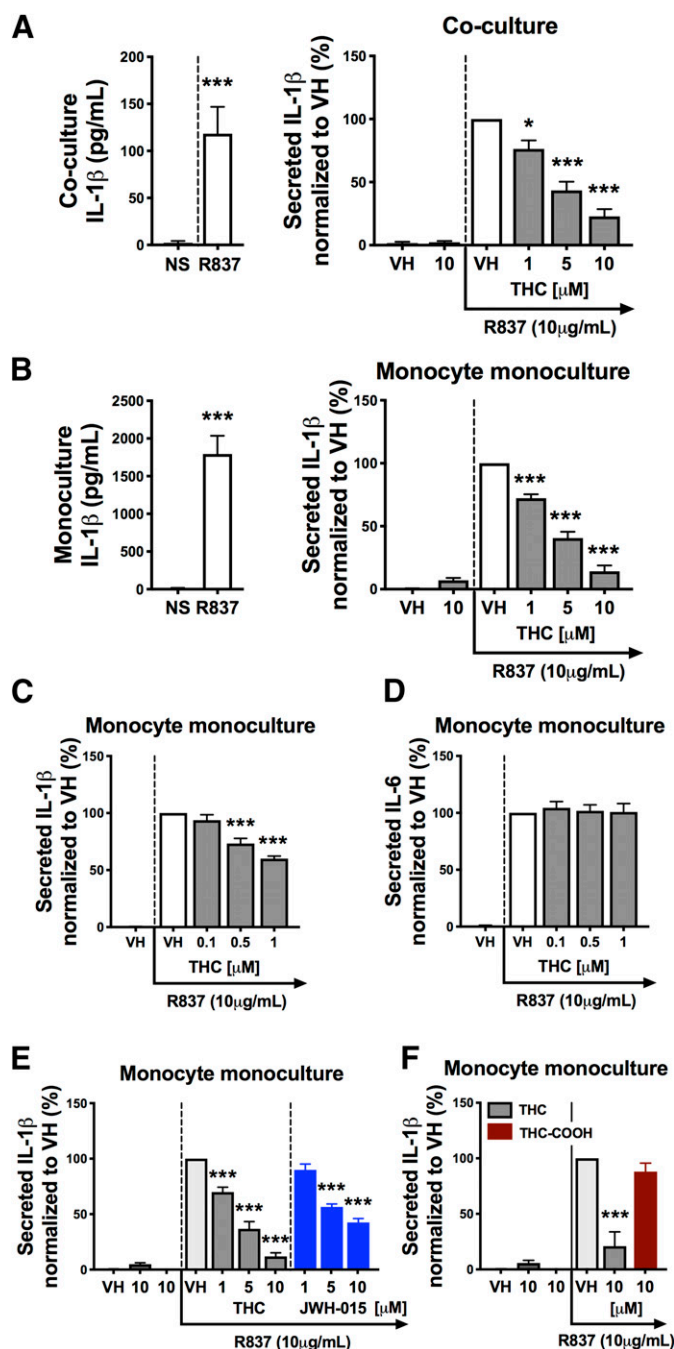 A
Co-culture
IL-1β (pg/mL)
200
150
100
50
0
***
NS R837
Co-culture
Secreted IL-1β
normalized to VH (%)
150
100
50
0
* *** ***
VH 10 VH 1 5 10
THC [μM]
R837 (10μg/mL)
B
Monoculture
IL-1β (pg/mL)
2500
2000
1500
1000
500
0
***
NS R837
Monocyte monoculture
Secreted IL-1β
normalized to VH (%)
150
100
50
0
*** *** ***
VH 10 VH 1 5 10
THC [μM]
R837 (10μg/mL)
C
Monocyte monoculture
Secreted IL-1β
normalized to VH (%)
150
100
50
0
*** ***
VH VH 0.1 0.5 1
THC [μM]
R837 (10μg/mL)
D
Monocyte monoculture
Secreted IL-6
normalized to VH (%)
150
100
50
0
VH VH 0.1 0.5 1
THC [μM]
R837 (10μg/mL)
E
Monocyte monoculture
Secreted IL-1β
normalized to VH (%)
150
100
50
0
*** *** *** *** ***
VH 10 10 VH 1 5 10 1 5 10
THC JWH-015 [μM]
R837 (10μg/mL)
F
Monocyte monoculture
Secreted IL-1β
normalized to VH (%)
150
100
50
0
THC
THC-COOH
***
VH 10 10 VH 10 10
[μM]
R837 (10μg/mL)